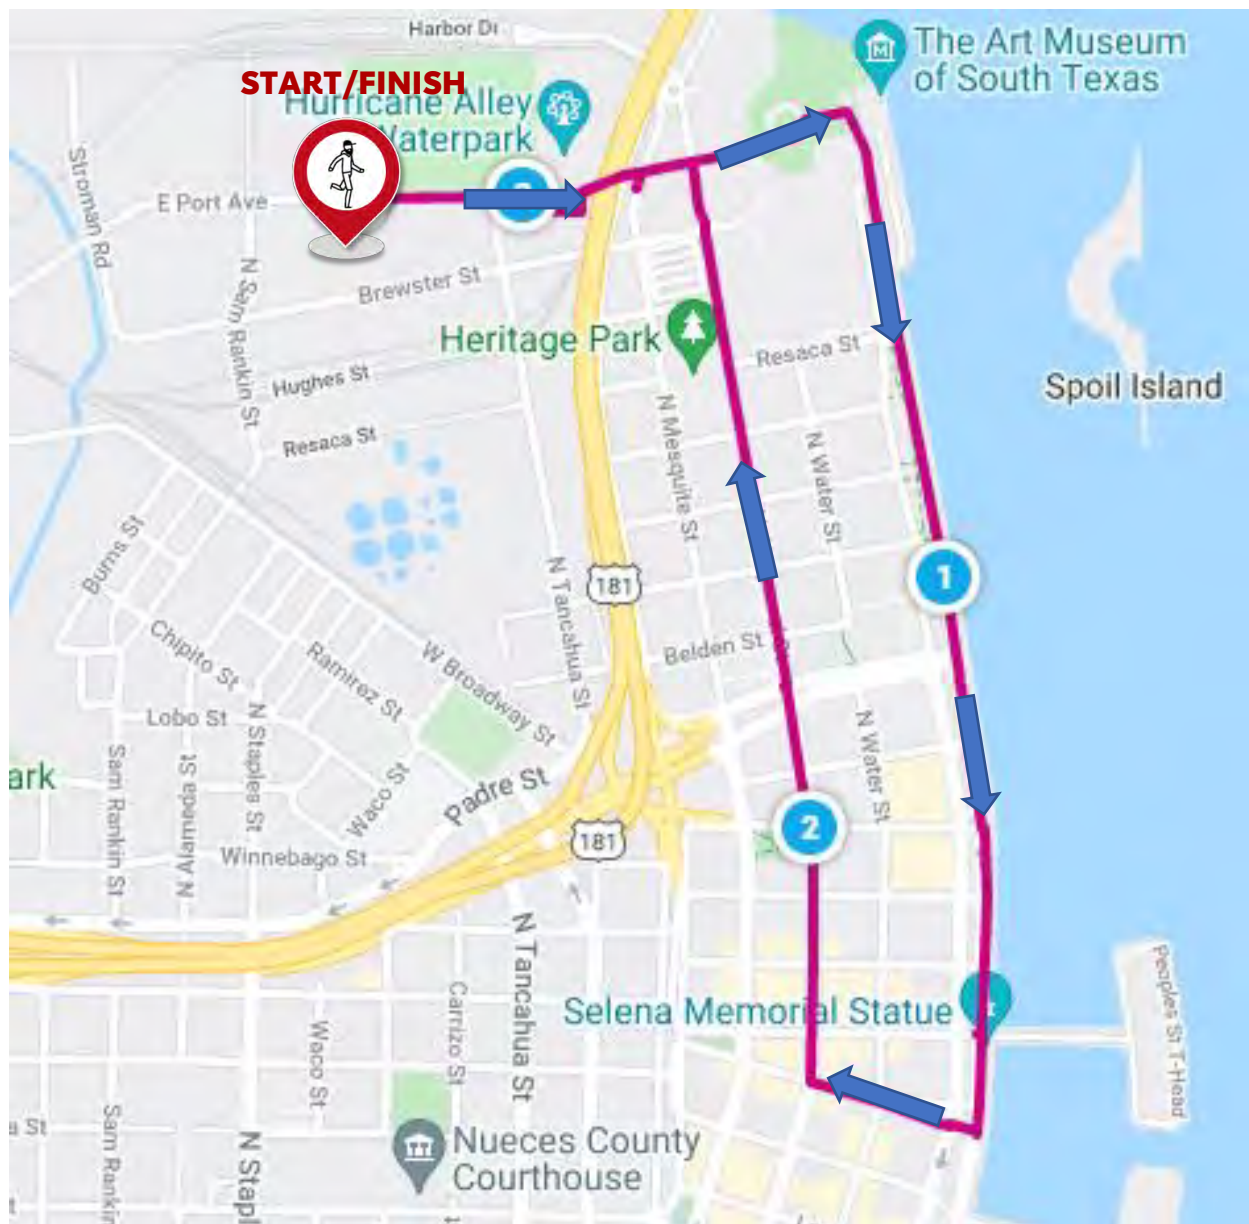 Harbor Dr
The Art Museum
of South Texas
START/FINISH
Hurricane Alley
Waterpark
Stroman Rd
E Port Ave
N Sam Rankin St
Brewster St
Heritage Park
Resaca St
Spoil Island
Hughes St
N Mesquite St
Resaca St
N Water St
Burns St
181
1
N Tancahua St
Chipito St
Ramirez St
W Broadway St
Belden St
Lobo St
N Staples St
N Water St
Sam Rankin St
N Alameda St
Waco St
Padre St
ark
2
181
Winnebago St
N Tancahua St
Selena Memorial Statue
Peoples St T-Head
Carrizo St
Waco St
St
Sam Rankin
N Stapl
Nueces County
Courthouse